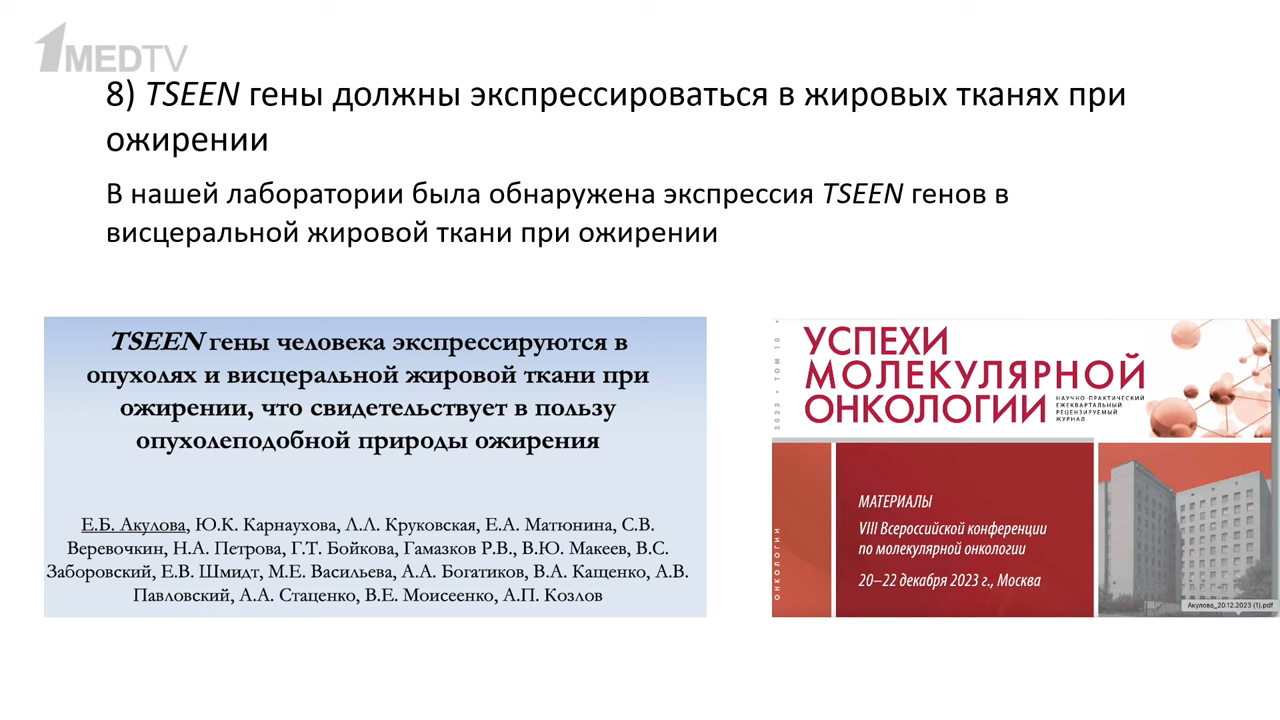 1MEDTV
8) TSEEN гены должны экспрессироваться в жировых тканях при
ожирении
В нашей лаборатории была обнаружена экспрессия TSEEN генов в
висцеральной жировой ткани при ожирении
TSEEN гены человека экспрессируются в
опухолях и висцеральной жировой ткани при
ожирении, что свидетельствует в пользу
опухолеподобной природы ожирения
Е.Б. Акулова, Ю.К. Карнаухова, Л.Л. Круковская, Е.А. Матюнина, С.В.
Веревочкин, Н.А. Петрова, Г.Т. Бойкова, Гамазков Р.В., В.Ю. Макеев, В.С.
Заборовский, Е.В. Шмидт, М.Е. Васильева, А.А. Богатиков, В.А. Кащенко, А.В.
Павловский, А.А. Стаценко, В.Е. Моисеенко, А.П. Козлов
2023 • ТОМ 10 •
УСПЕХИ
МОЛЕКУЛЯРНОЙ
ОНКОЛОГИИ
НАУЧНО-ПРАКТИЧЕСКИЙ
ЕЖЕКВАРТАЛЬНЫЙ
РЕЦЕНЗИРУЕМЫЙ
ЖУРНАЛ
ОНКОЛОГИИ
МАТЕРИАЛЫ
VIII Всероссийской конференции
по молекулярной онкологии
20–22 декабря 2023 г., Москва
Акулова_20.12.2023 (1).pdf